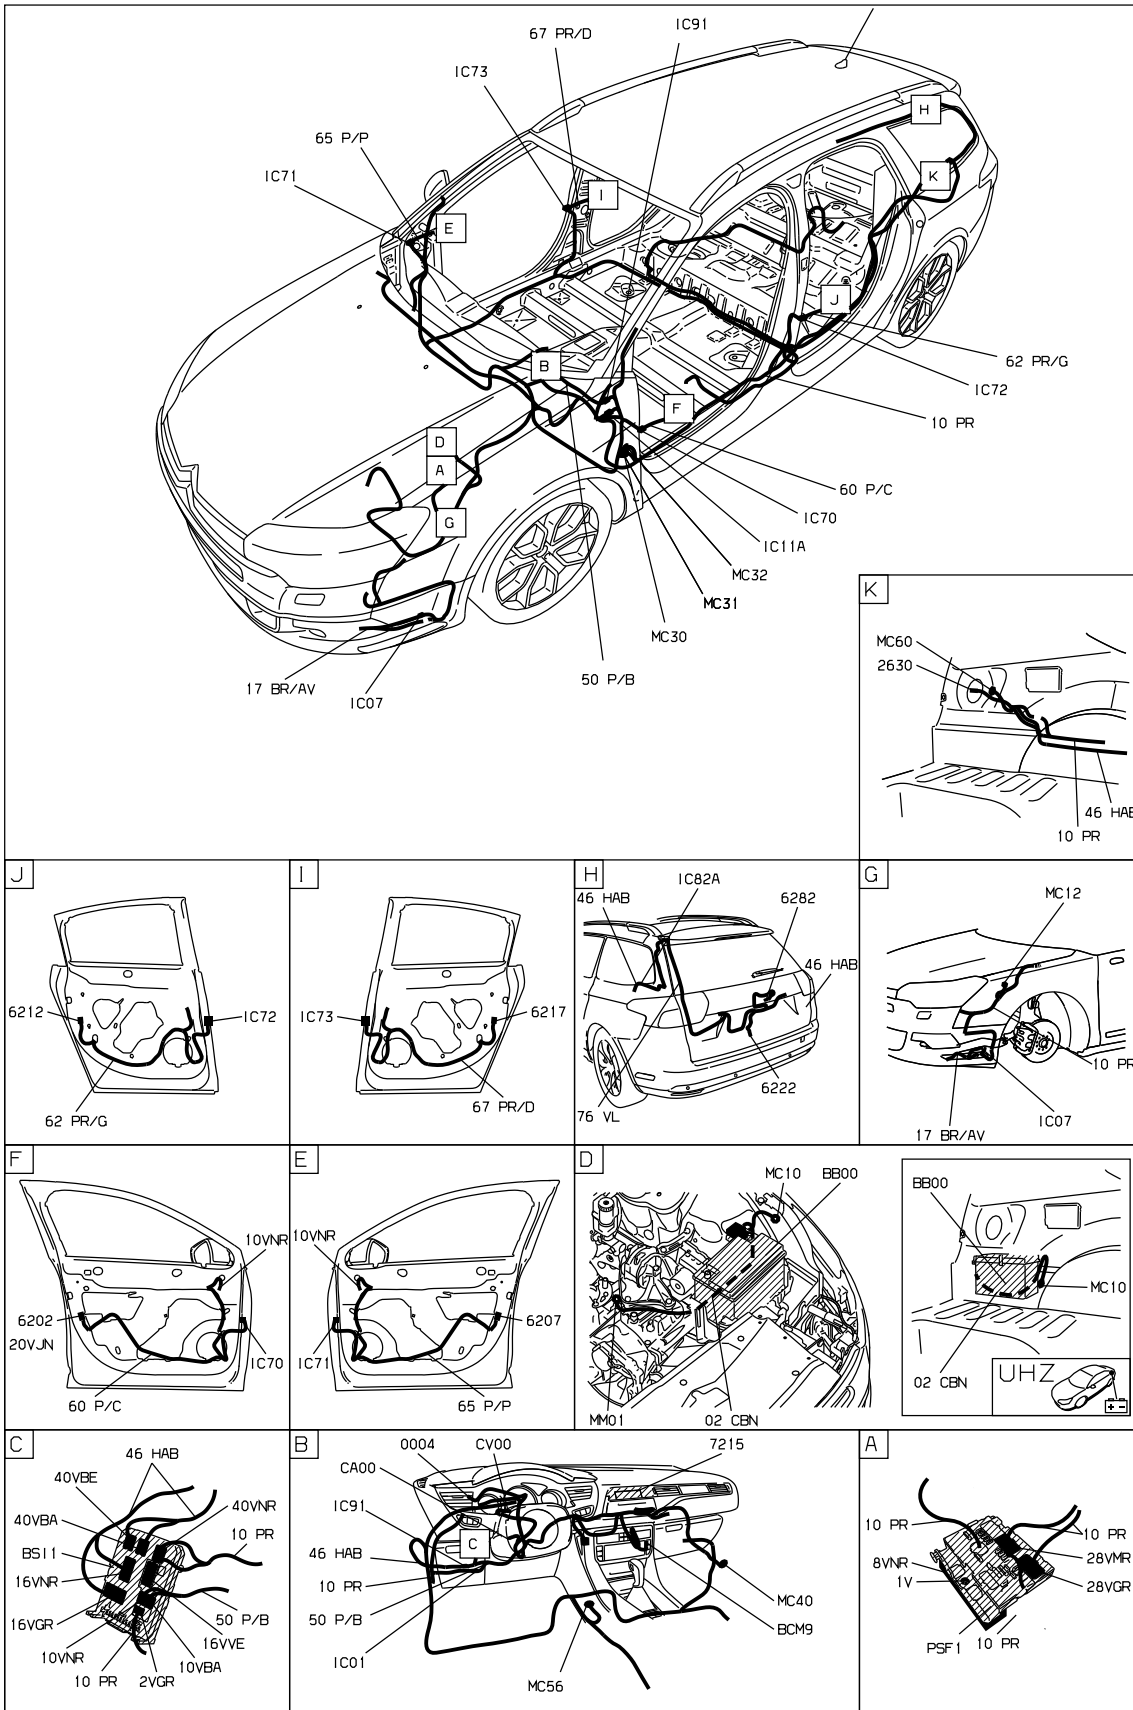 67 PR/D
IC91
IC73
H
65 P/P
K
IC71
I
E
J
62 PR/G
B
IC72
F
10 PR
D
A
60 P/C
G
IC70
IC11A
MC32
MC31
MC30
50 P/B
17 BR/AV
IC07
K
MC60
2630
46 HAB
10 PR
J
6212
IC72
62 PR/G
I
IC73
6217
67 PR/D
H
IC82A
46 HAB
6282
46 HAB
6222
76 VL
G
MC12
10 PR
IC07
17 BR/AV
F
10VNR
6202
20VJN
IC70
60 P/C
E
10VNR
6207
IC71
65 P/P
D
MC10
BB00
MM01
02 CBN
BB00
MC10
02 CBN
UHZ
C
46 HAB
40VBE
40VNR
40VBA
10 PR
BSI1
16VNR
50 P/B
16VGR
16VVE
10VNR
10VBA
10 PR
2VGR
B
0004
CV00
7215
CA00
IC91
C
46 HAB
10 PR
MC40
50 P/B
BCM9
IC01
MC56
A
10 PR
10 PR
28VMR
8VNR
1V
28VGR
PSF1
10 PR